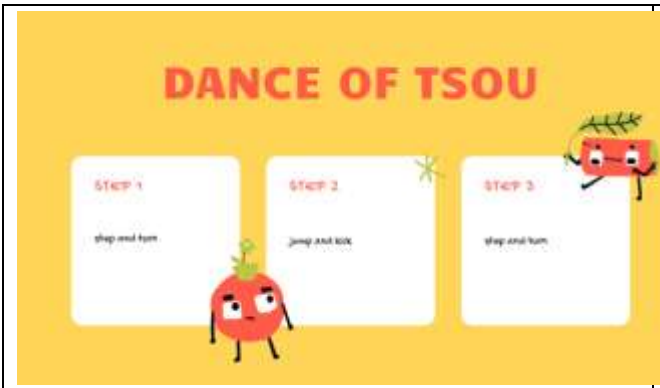 DANCE OF TSOU
STEP 1
step and turn
STEP 2
jump and kick
STEP 3
step and turn